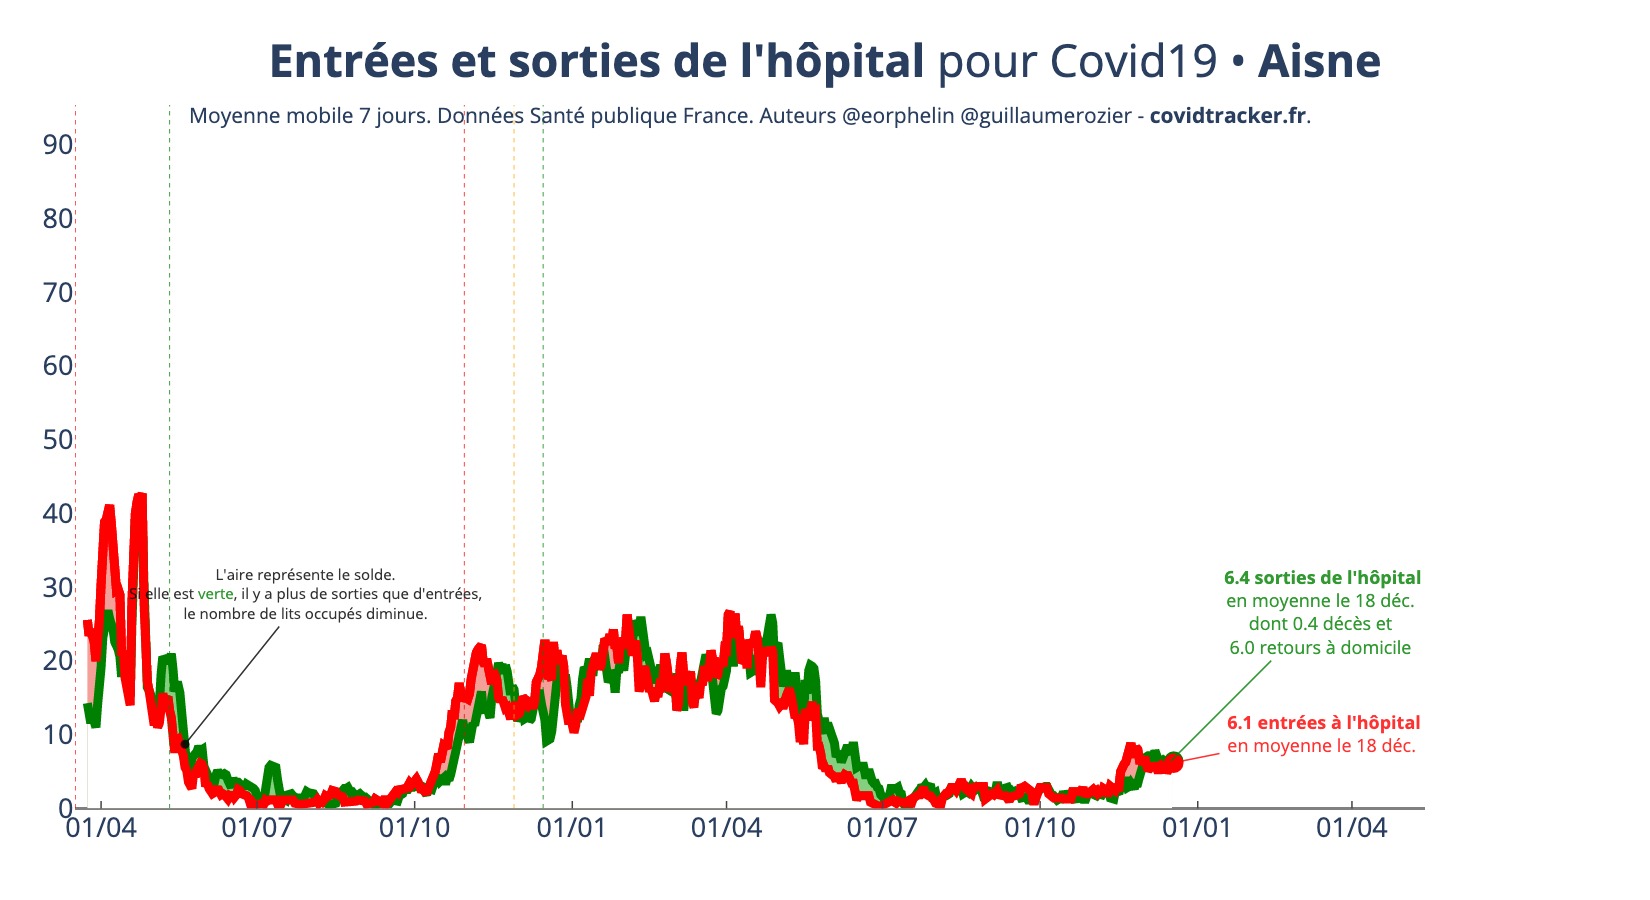 Entrées et sorties de l'hôpital pour Covid19 • Aisne
Moyenne mobile 7 jours. Données Santé publique France. Auteurs @eorphelin @guillaumerozier - covidtracker.fr.
90
80
70
60
50
40
30
20
10
0
L'aire représente le solde.
Si elle est verte, il y a plus de sorties que d'entrées,
le nombre de lits occupés diminue.
6.4 sorties de l'hôpital
en moyenne le 18 déc.
dont 0.4 décès et
6.0 retours à domicile
6.1 entrées à l'hôpital
en moyenne le 18 déc.
01/04 01/07 01/10 01/01 01/04 01/07 01/10 01/01 01/04